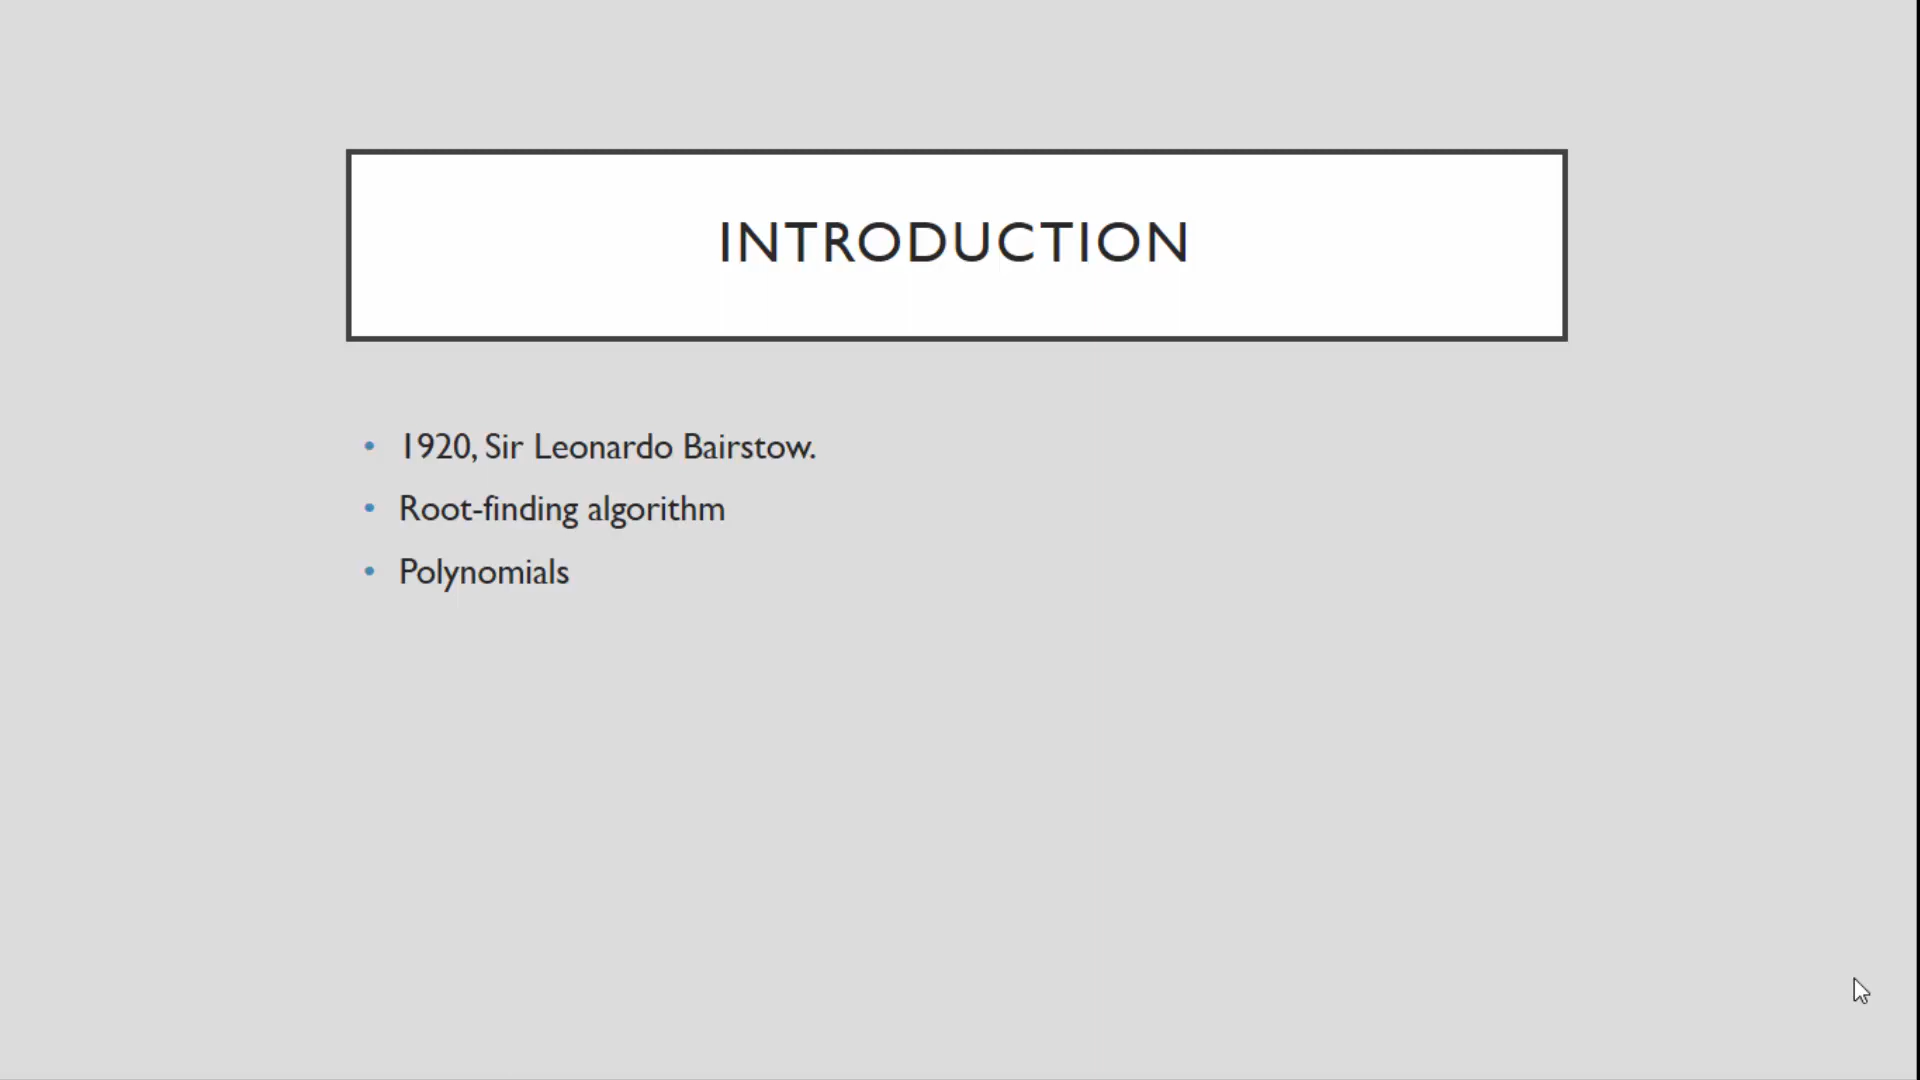 INTRODUCTION
• 1920, Sir Leonardo Bairstow.
• Root-finding algorithm
• Polynomials